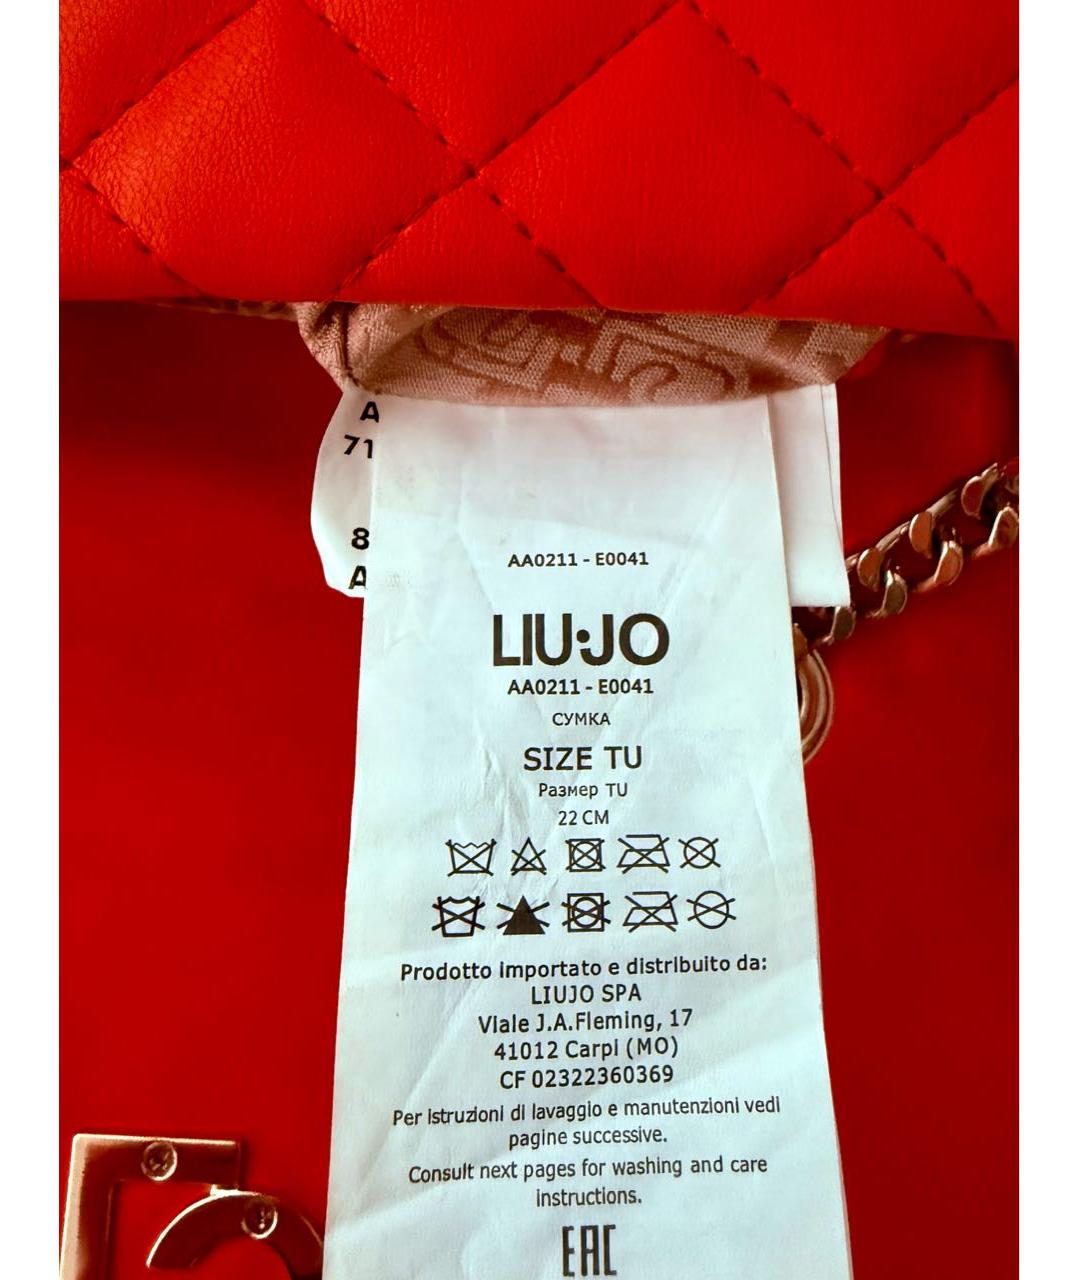 A
71
8
A
AA0211 - E0041
LIU·JO
AA0211 - E0041
СУМКА
SIZE TU
Размер TU
22 CM
Prodotto importato e distribuito da:
LIUJO SPA
Viale J.A.Fleming, 17
41012 Carpi (MO)
CF 02322360369
Per istruzioni di lavaggio e manutenzioni vedi
pagine successive.
Consult next pages for washing and care
instructions.
EAC